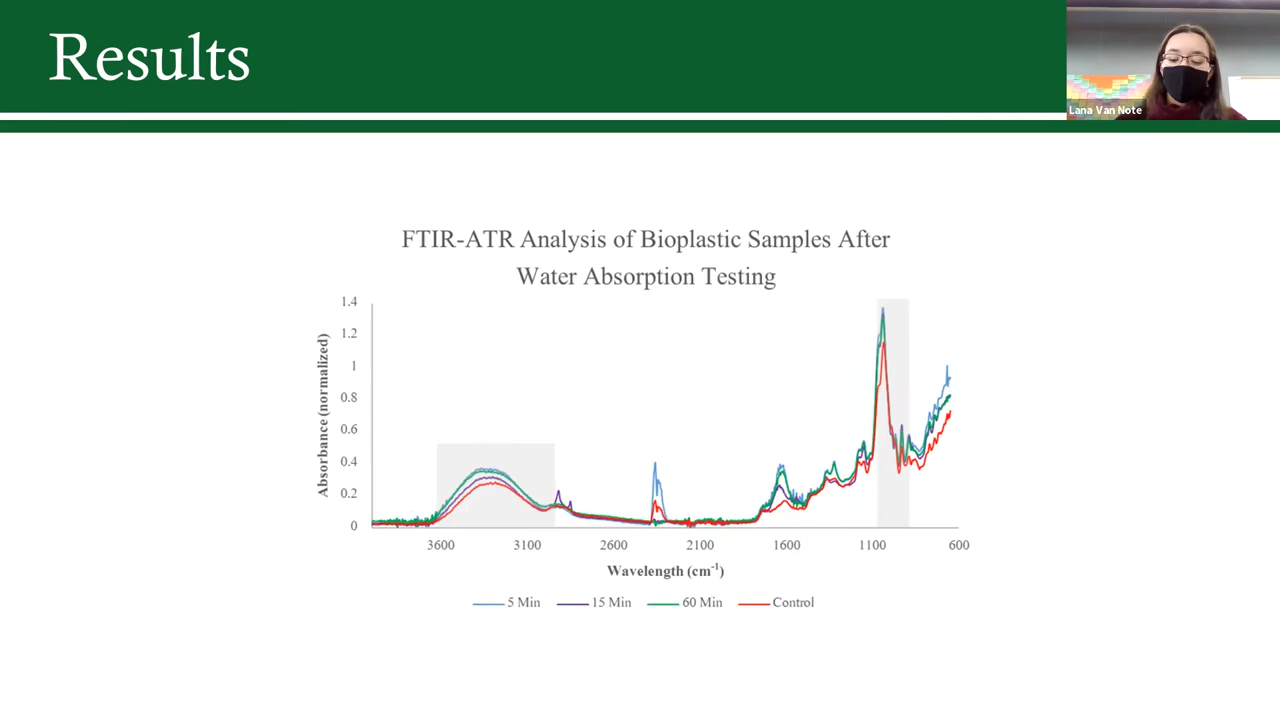 Results
Lana Van Note
FTIR-ATR Analysis of Bioplastic Samples After
Water Absorption Testing
Absorbance (normalized)
1.4
1.2
1
0.8
0.6
0.4
0.2
0
3600 3100 2600 2100 1600 1100 600
Wavelength (cm⁻¹)
5 Min 15 Min 60 Min Control